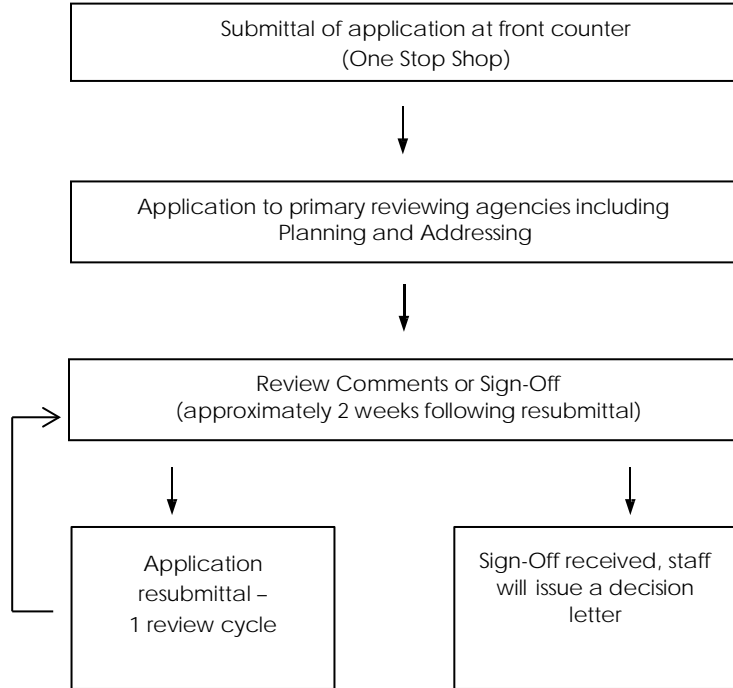 Submittal of application at front counter
(One Stop Shop)
Application to primary reviewing agencies including
Planning and Addressing
Review Comments or Sign-Off
(approximately 2 weeks following resubmittal)
Application
resubmittal –
1 review cycle
Sign-Off received, staff
will issue a decision
letter